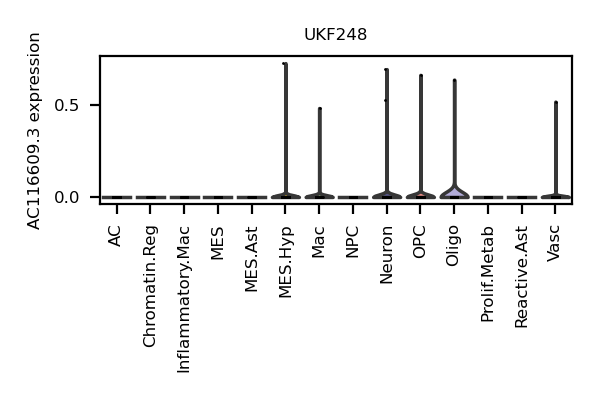 UKF248
AC116609.3 expression
0.5
0.0
AC
Chromatin.Reg
Inflammatory.Mac
MES
MES.Ast
MES.Hyp
Mac
NPC
Neuron
OPC
Oligo
Prolif.Metab
Reactive.Ast
Vasc